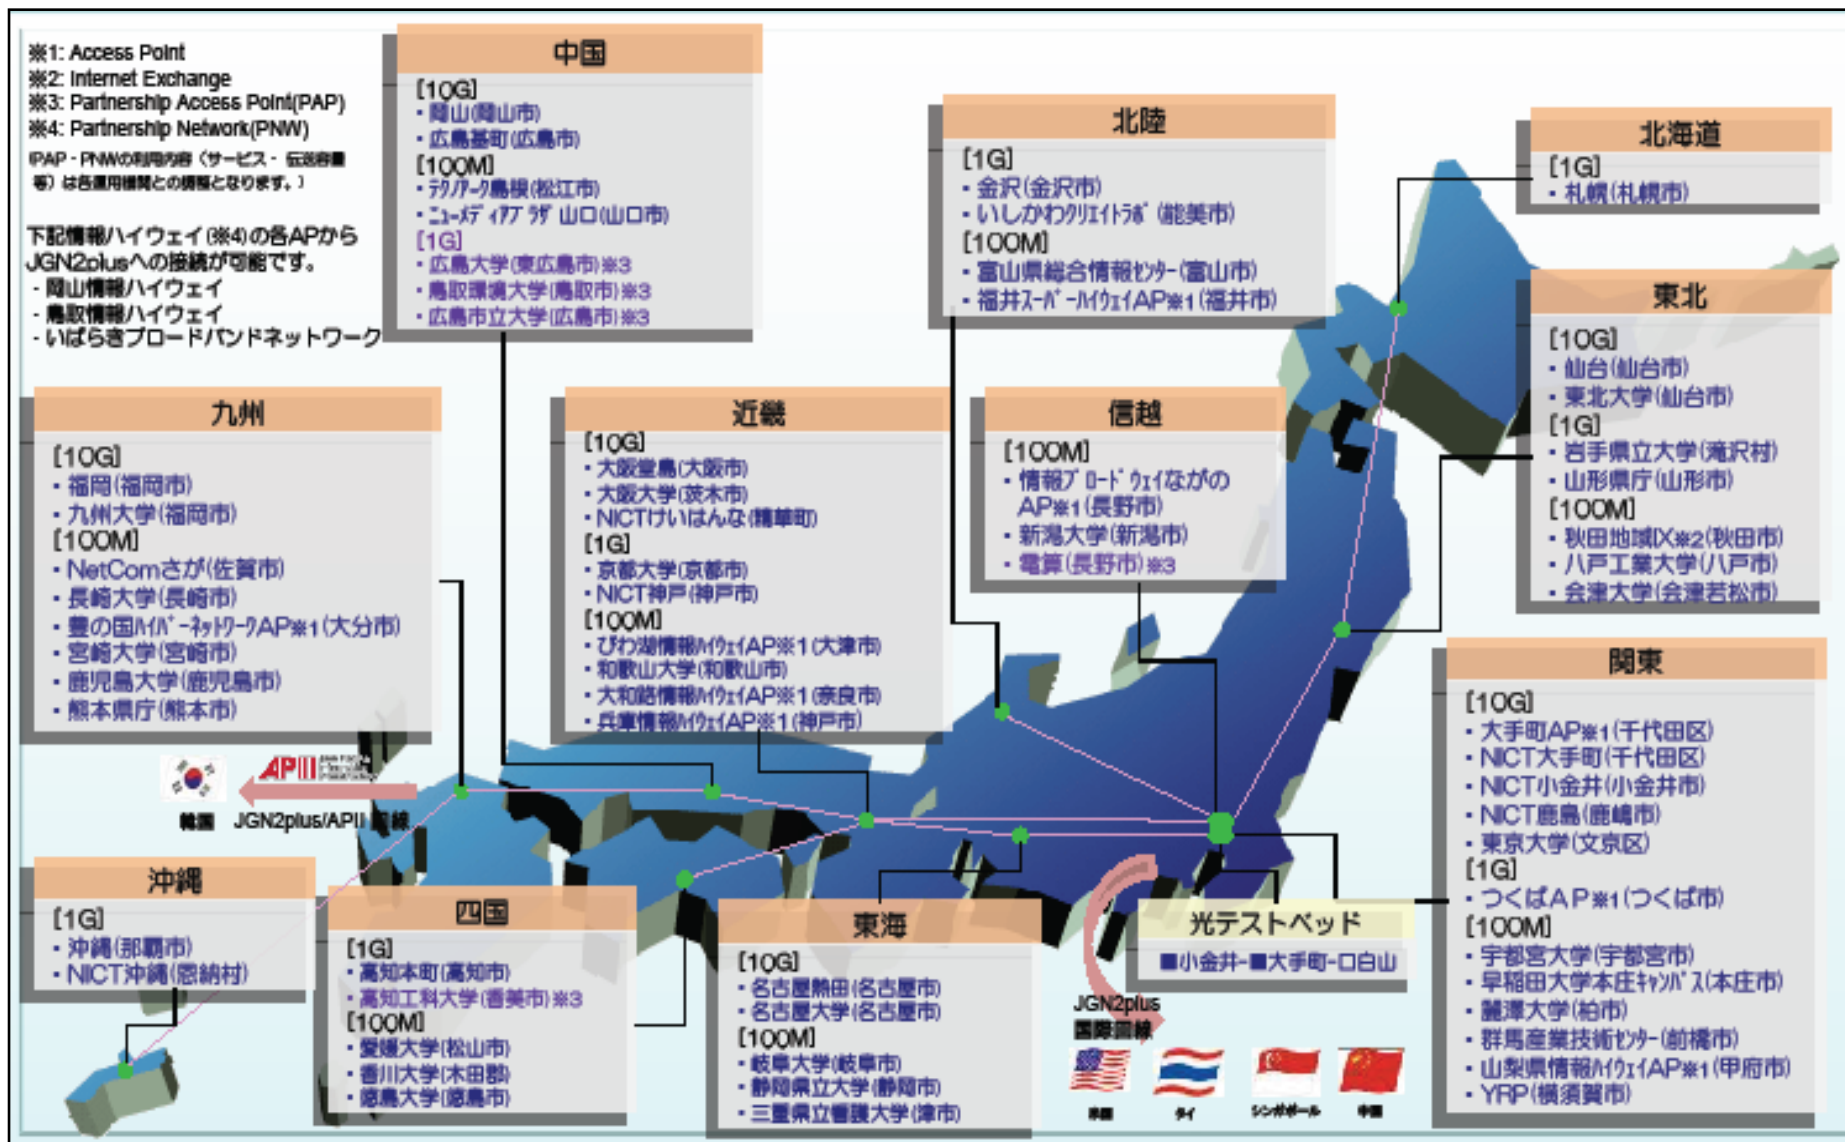 ※1: Access Point
※2: Internet Exchange
※3: Partnership Access Point(PAP)
※4: Partnership Network(PNW)
(PAP・PNWの利用内容（サービス・伝送容量
等）は各運用機関との調整となります。)
下記情報ハイウェイ(※4)の各APから
JGN2plusへの接続が可能です。
- 岡山情報ハイウェイ
- 鳥取情報ハイウェイ
- いばらきブロードバンドネットワーク
中国
[10G]
・岡山(岡山市)
・広島基町(広島市)
[100M]
・テクノアーク島根(松江市)
・ニューメディアプラザ山口(山口市)
[1G]
・広島大学(東広島市)※3
・鳥取環境大学(鳥取市)※3
・広島市立大学(広島市)※3
北陸
[1G]
・金沢(金沢市)
・いしかわクリエイトラボ(能美市)
[100M]
・富山県総合情報センター(富山市)
・福井スーパーハイウェイAP※1(福井市)
北海道
[1G]
・札幌(札幌市)
東北
[10G]
・仙台(仙台市)
・東北大学(仙台市)
[1G]
・岩手県立大学(滝沢村)
・山形県庁(山形市)
[100M]
・秋田地域IX※2(秋田市)
・八戸工業大学(八戸市)
・会津大学(会津若松市)
九州
[10G]
・福岡(福岡市)
・九州大学(福岡市)
[100M]
・NetComさが(佐賀市)
・長崎大学(長崎市)
・豊の国ハイパーネットワークAP※1(大分市)
・宮崎大学(宮崎市)
・鹿児島大学(鹿児島市)
・熊本県庁(熊本市)
近畿
[10G]
・大阪堂島(大阪市)
・大阪大学(茨木市)
・NICTけいはんな(精華町)
[1G]
・京都大学(京都市)
・NICT神戸(神戸市)
[100M]
・びわ湖情報ハイウェイAP※1(大津市)
・和歌山大学(和歌山市)
・大和路情報ハイウェイAP※1(奈良市)
・兵庫情報ハイウェイAP※1(神戸市)
信越
[100M]
・情報ブロードウェイながの
AP※1(長野市)
・新潟大学(新潟市)
・電算(長野市)※3
関東
[10G]
・大手町AP※1(千代田区)
・NICT大手町(千代田区)
・NICT小金井(小金井市)
・NICT鹿島(鹿嶋市)
・東京大学(文京区)
[1G]
・つくばAP※1(つくば市)
[100M]
・宇都宮大学(宇都宮市)
・早稲田大学本庄キャンパス(本庄市)
・麗澤大学(柏市)
・群馬産業技術センター(前橋市)
・山梨県情報ハイウェイAP※1(甲府市)
・YRP(横須賀市)
APII
韓国
JGN2plus/APII 回線
沖縄
[1G]
・沖縄(那覇市)
・NICT沖縄(恩納村)
四国
[1G]
・高知本町(高知市)
・高知工科大学(香美市)※3
[100M]
・愛媛大学(松山市)
・香川大学(木田郡)
・徳島大学(徳島市)
東海
[10G]
・名古屋熱田(名古屋市)
・名古屋大学(名古屋市)
[100M]
・岐阜大学(岐阜市)
・静岡県立大学(静岡市)
・三重県立看護大学(津市)
光テストベッド
■小金井-■大手町-□白山
JGN2plus
国際回線
米国
タイ
シンガポール
中国